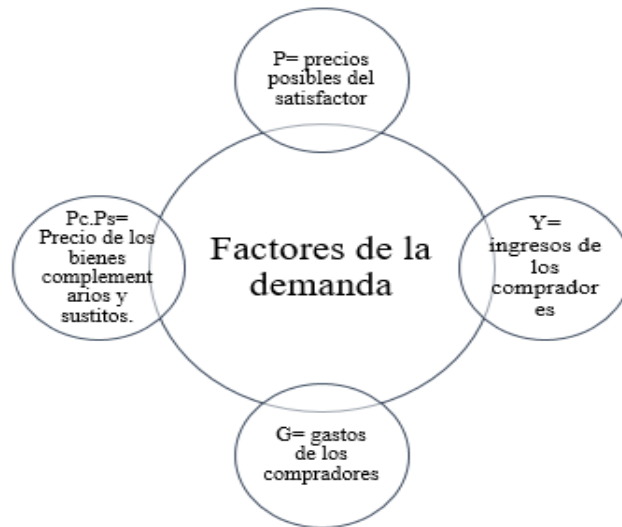 P= precios
posibles del
satisfactor
Pc.Ps=
Precio de los
bienes
complement
arios y
sustitos.
Factores de la
demanda
Y=
ingresos de
los
comprador
es
G= gastos
de los
compradores